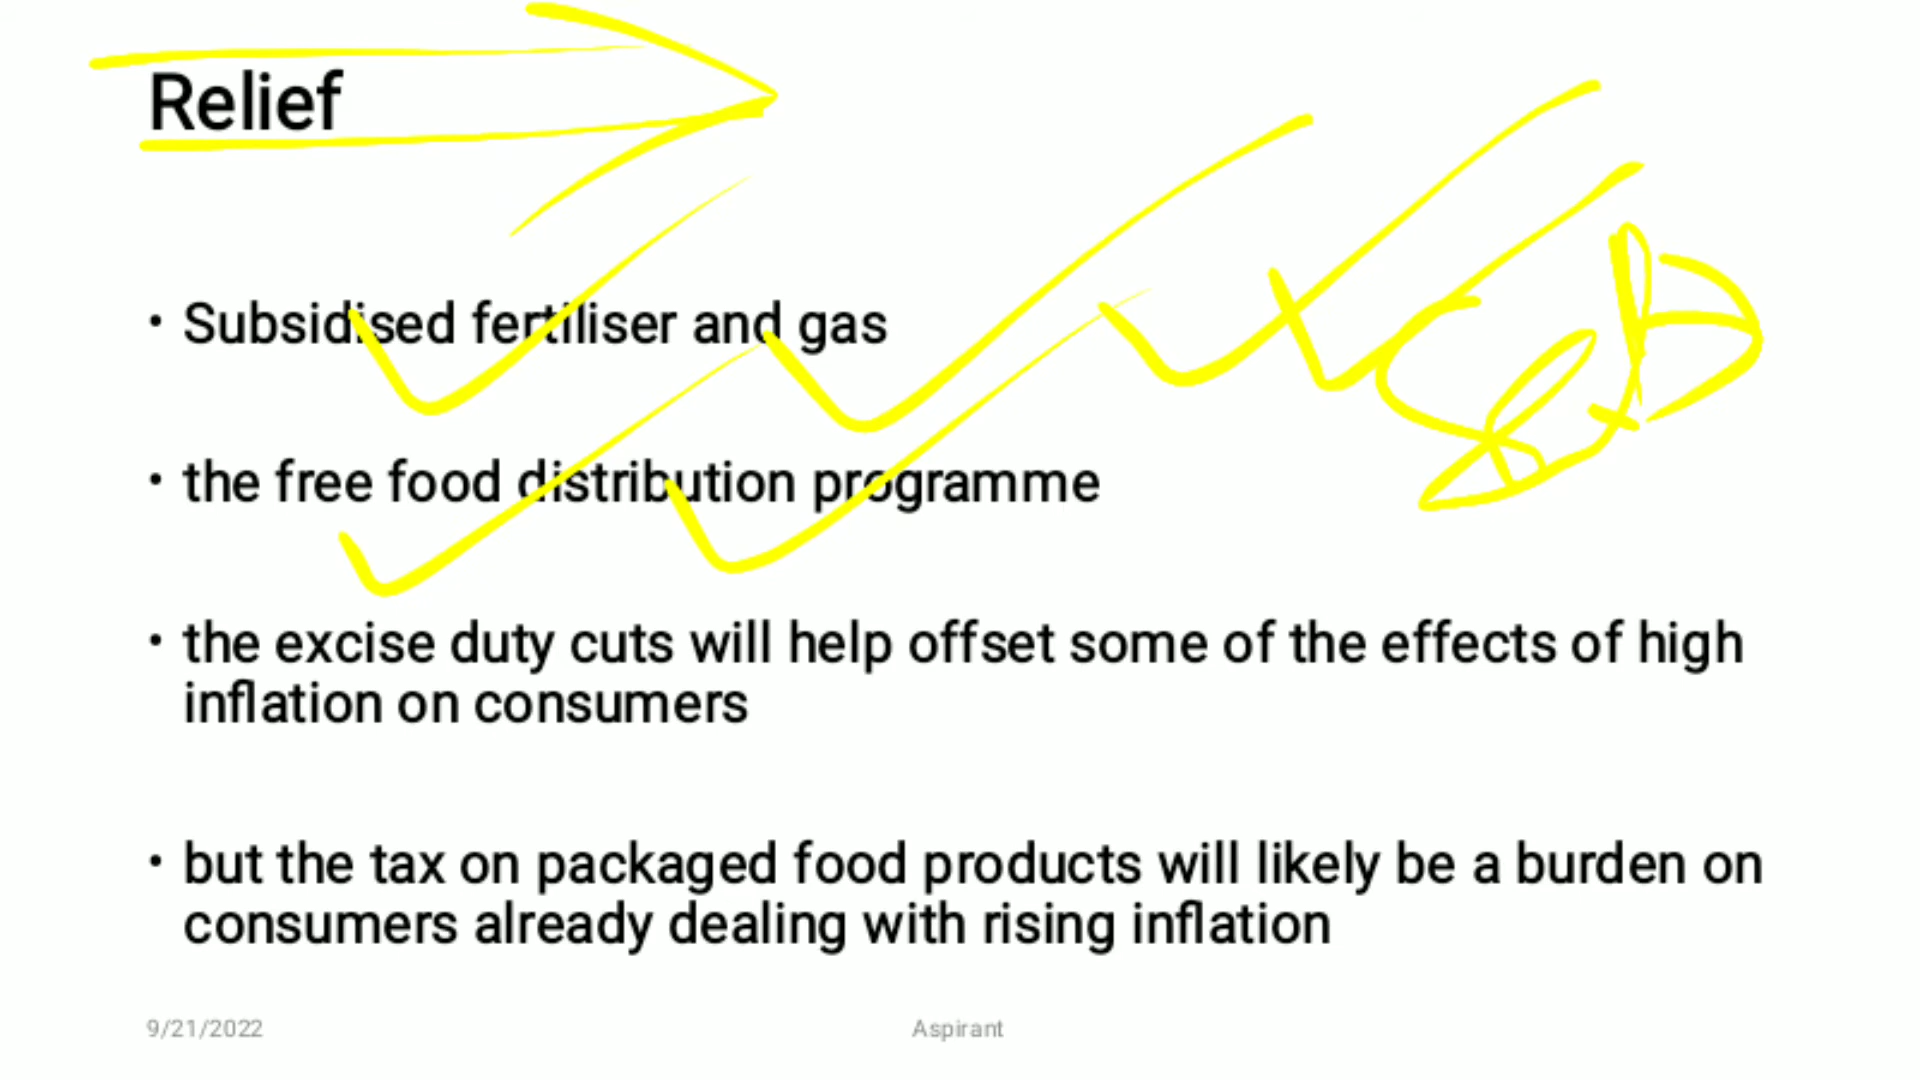 Relief
• Subsidised fertiliser and gas
• the free food distribution programme
• the excise duty cuts will help offset some of the effects of high
inflation on consumers
• but the tax on packaged food products will likely be a burden on
consumers already dealing with rising inflation
9/21/2022
Aspirant